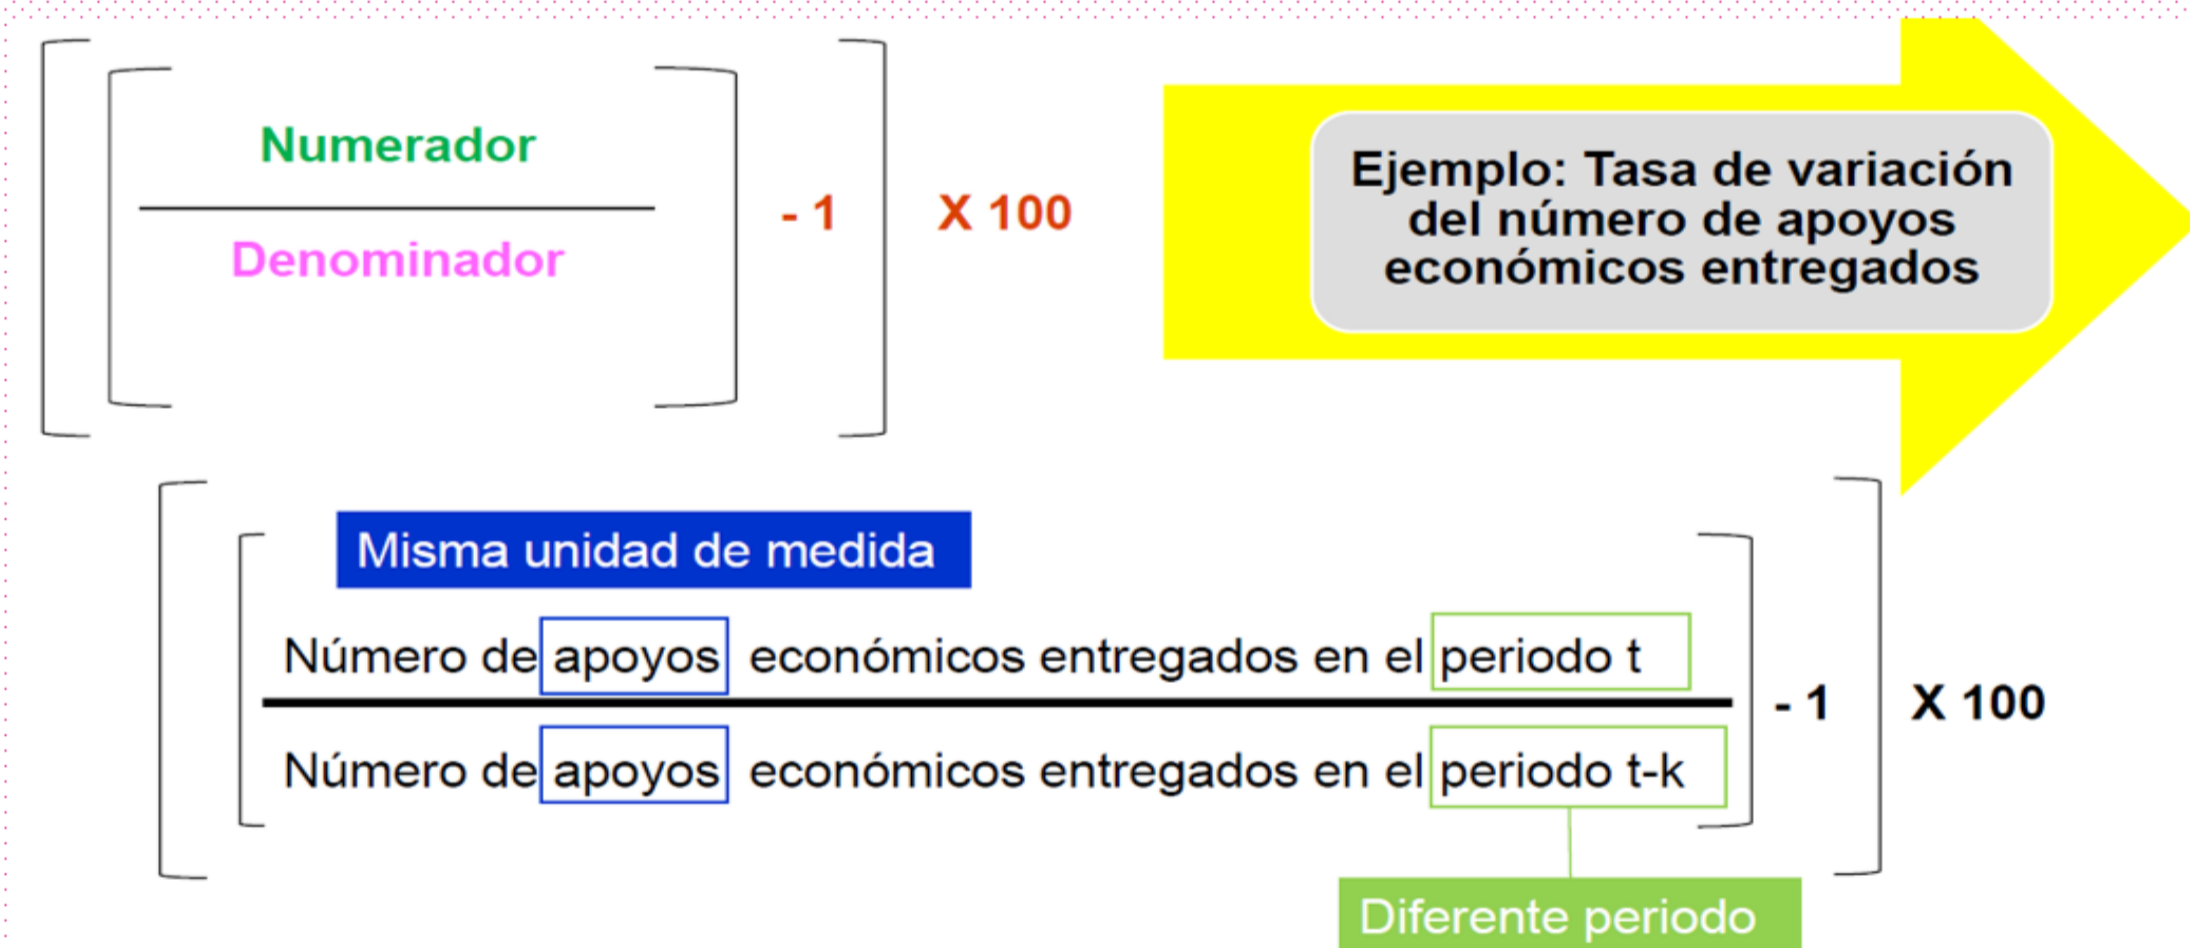 Numerador
Denominador
- 1
X 100
Ejemplo: Tasa de variación
del número de apoyos
económicos entregados
Misma unidad de medida
Número de apoyos económicos entregados en el periodo t
Número de apoyos económicos entregados en el periodo t-k
- 1
X 100
Diferente periodo